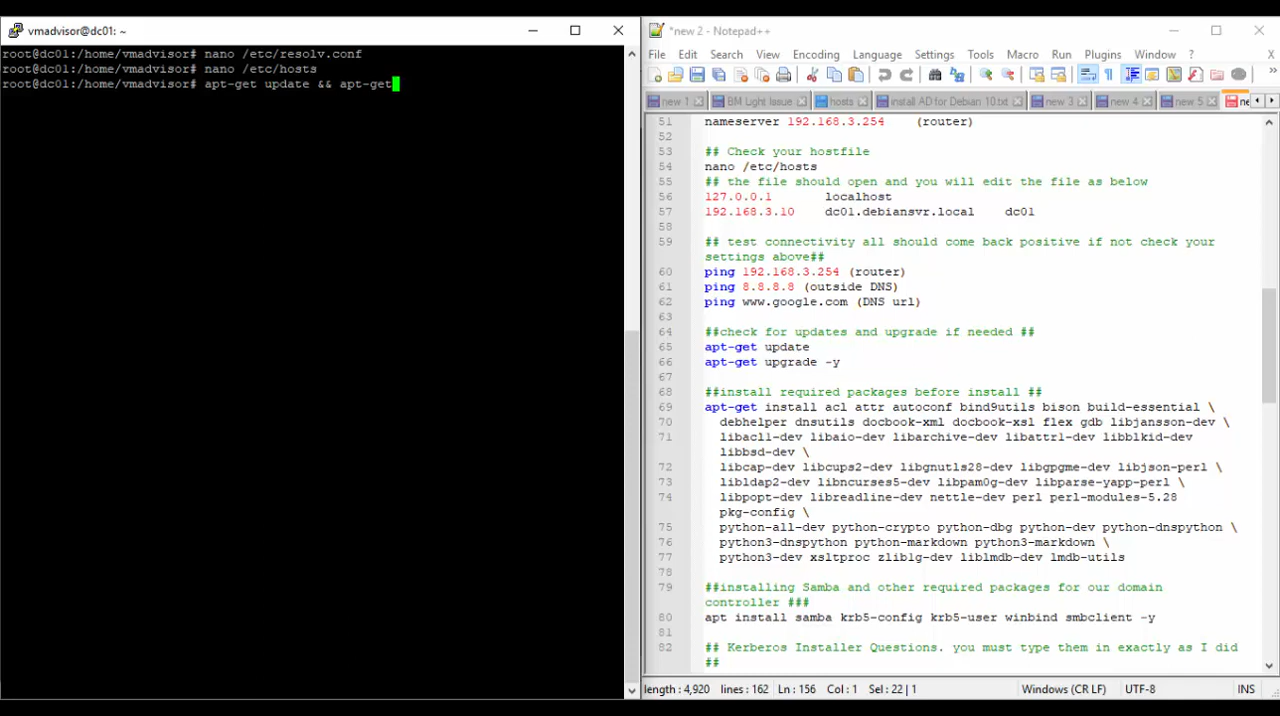 vmadvisor@dc01: ~
root@dc01:/home/vmadvisor# nano /etc/resolv.conf
root@dc01:/home/vmadvisor# nano /etc/hosts
root@dc01:/home/vmadvisor# apt-get update && apt-get
*new 2 - Notepad++
File Edit Search View Encoding Language Settings Tools Macro Run Plugins Window ?
new 1 BM Light Issue hosts install AD for Debian 10.txt new 3 new 4 new 5 ne
51 nameserver 192.168.3.254 (router)
52
53 ## Check your hostfile
54 nano /etc/hosts
55 ## the file should open and you will edit the file as below
56 127.0.0.1 localhost
57 192.168.3.10 dc01.debiansvr.local dc01
58
59 ## test connectivity all should come back positive if not check your
settings above##
60 ping 192.168.3.254 (router)
61 ping 8.8.8.8 (outside DNS)
62 ping www.google.com (DNS url)
63
64 ##check for updates and upgrade if needed ##
65 apt-get update
66 apt-get upgrade -y
67
68 ##install required packages before install ##
69 apt-get install acl attr autoconf bind9utils bison build-essential \
70 debhelper dnsutils docbook-xml docbook-xsl flex gdb libjansson-dev \
71 libacl1-dev libaio-dev libarchive-dev libattr1-dev libblkid-dev
libbsd-dev \
72 libcap-dev libcups2-dev libgnutls28-dev libgpgme-dev libjson-perl \
73 libldap2-dev libncurses5-dev libpam0g-dev libparse-yapp-perl \
74 libpopt-dev libreadline-dev nettle-dev perl perl-modules-5.28
pkg-config \
75 python-all-dev python-crypto python-dbg python-dev python-dnspython \
76 python3-dnspython python-markdown python3-markdown \
77 python3-dev xsltproc zlib1g-dev liblmdb-dev lmdb-utils
78
79 ##installing Samba and other required packages for our domain
controller ###
80 apt install samba krb5-config krb5-user winbind smbclient -y
81
82 ## Kerberos Installer Questions. you must type them in exactly as I did
##
length : 4,920 lines : 162 Ln : 156 Col : 1 Sel : 22 | 1 Windows (CR LF) UTF-8 INS